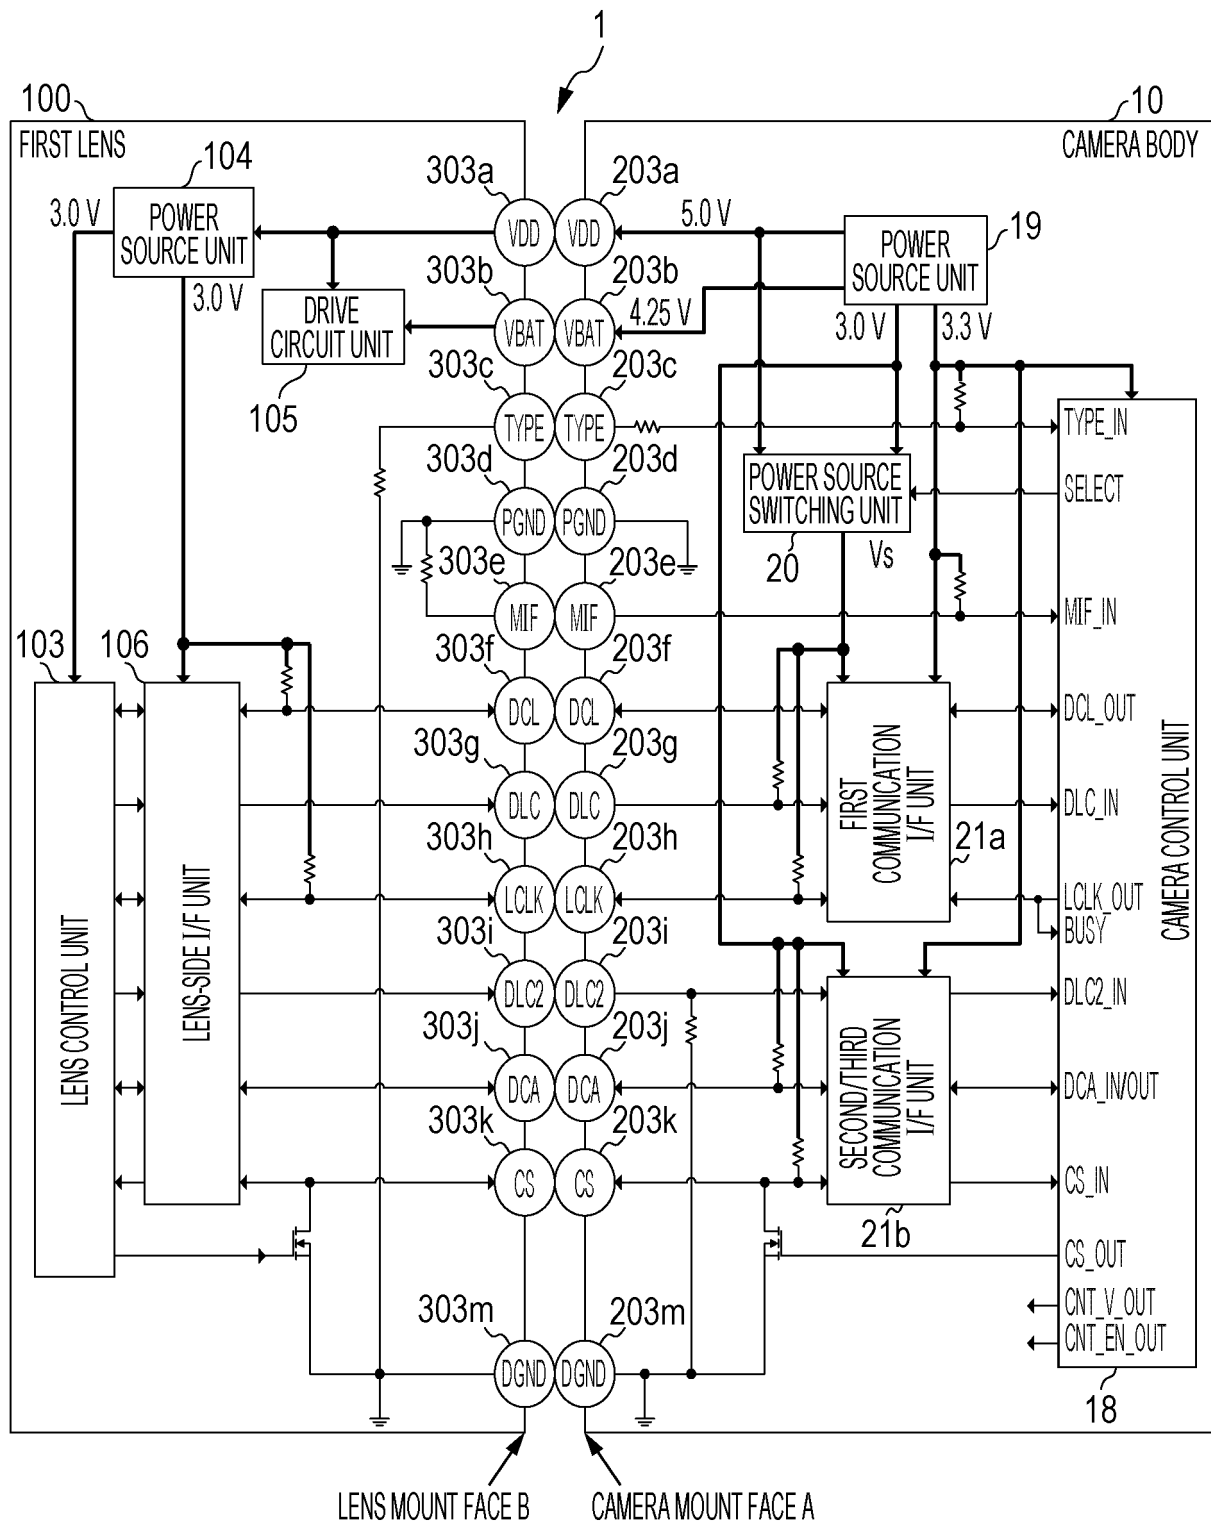 1
100
10
FIRST LENS
CAMERA BODY
104
303a
203a
3.0 V
POWER
SOURCE UNIT
VDD
VDD
5.0 V
POWER
SOURCE UNIT
19
3.0 V
303b
203b
DRIVE
CIRCUIT UNIT
VBAT
VBAT
4.25 V
3.0 V
3.3 V
105
303c
203c
TYPE
TYPE
TYPE_IN
303d
203d
POWER SOURCE
SWITCHING UNIT
SELECT
PGND
PGND
20
Vs
303e
203e
MIF
MIF
MIF_IN
103
106
303f
203f
DCL
DCL
DCL_OUT
303g
203g
DLC
DLC
DLC_IN
FIRST
COMMUNICATION
I/F UNIT
21a
303h
203h
LCLK
LCLK
LCLK_OUT
BUSY
CAMERA CONTROL UNIT
LENS CONTROL UNIT
LENS-SIDE I/F UNIT
303i
203i
DLC2
DLC2
DLC2_IN
303j
203j
DCA
DCA
DCA_IN/OUT
SECOND/THIRD
COMMUNICATION
I/F UNIT
21b
303k
203k
CS
CS
CS_IN
CS_OUT
CNT_V_OUT
CNT_EN_OUT
303m
203m
DGND
DGND
18
LENS MOUNT FACE B
CAMERA MOUNT FACE A